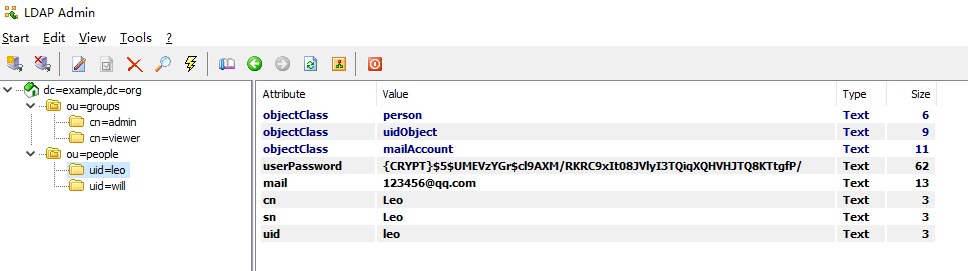 LDAP Admin
Start Edit View Tools ?
dc=example,dc=org
ou=groups
cn=admin
cn=viewer
ou=people
uid=leo
uid=will
Attribute Value Type Size
objectClass person Text 6
objectClass uidObject Text 9
objectClass mailAccount Text 11
userPassword {CRYPT}$5$UMEVzYGr$cl9AXM/RKRC9xIt08JVlyI3TQiqXQHVHJTQ8KTtgfP/ Text 62
mail 123456@qq.com Text 13
cn Leo Text 3
sn Leo Text 3
uid leo Text 3